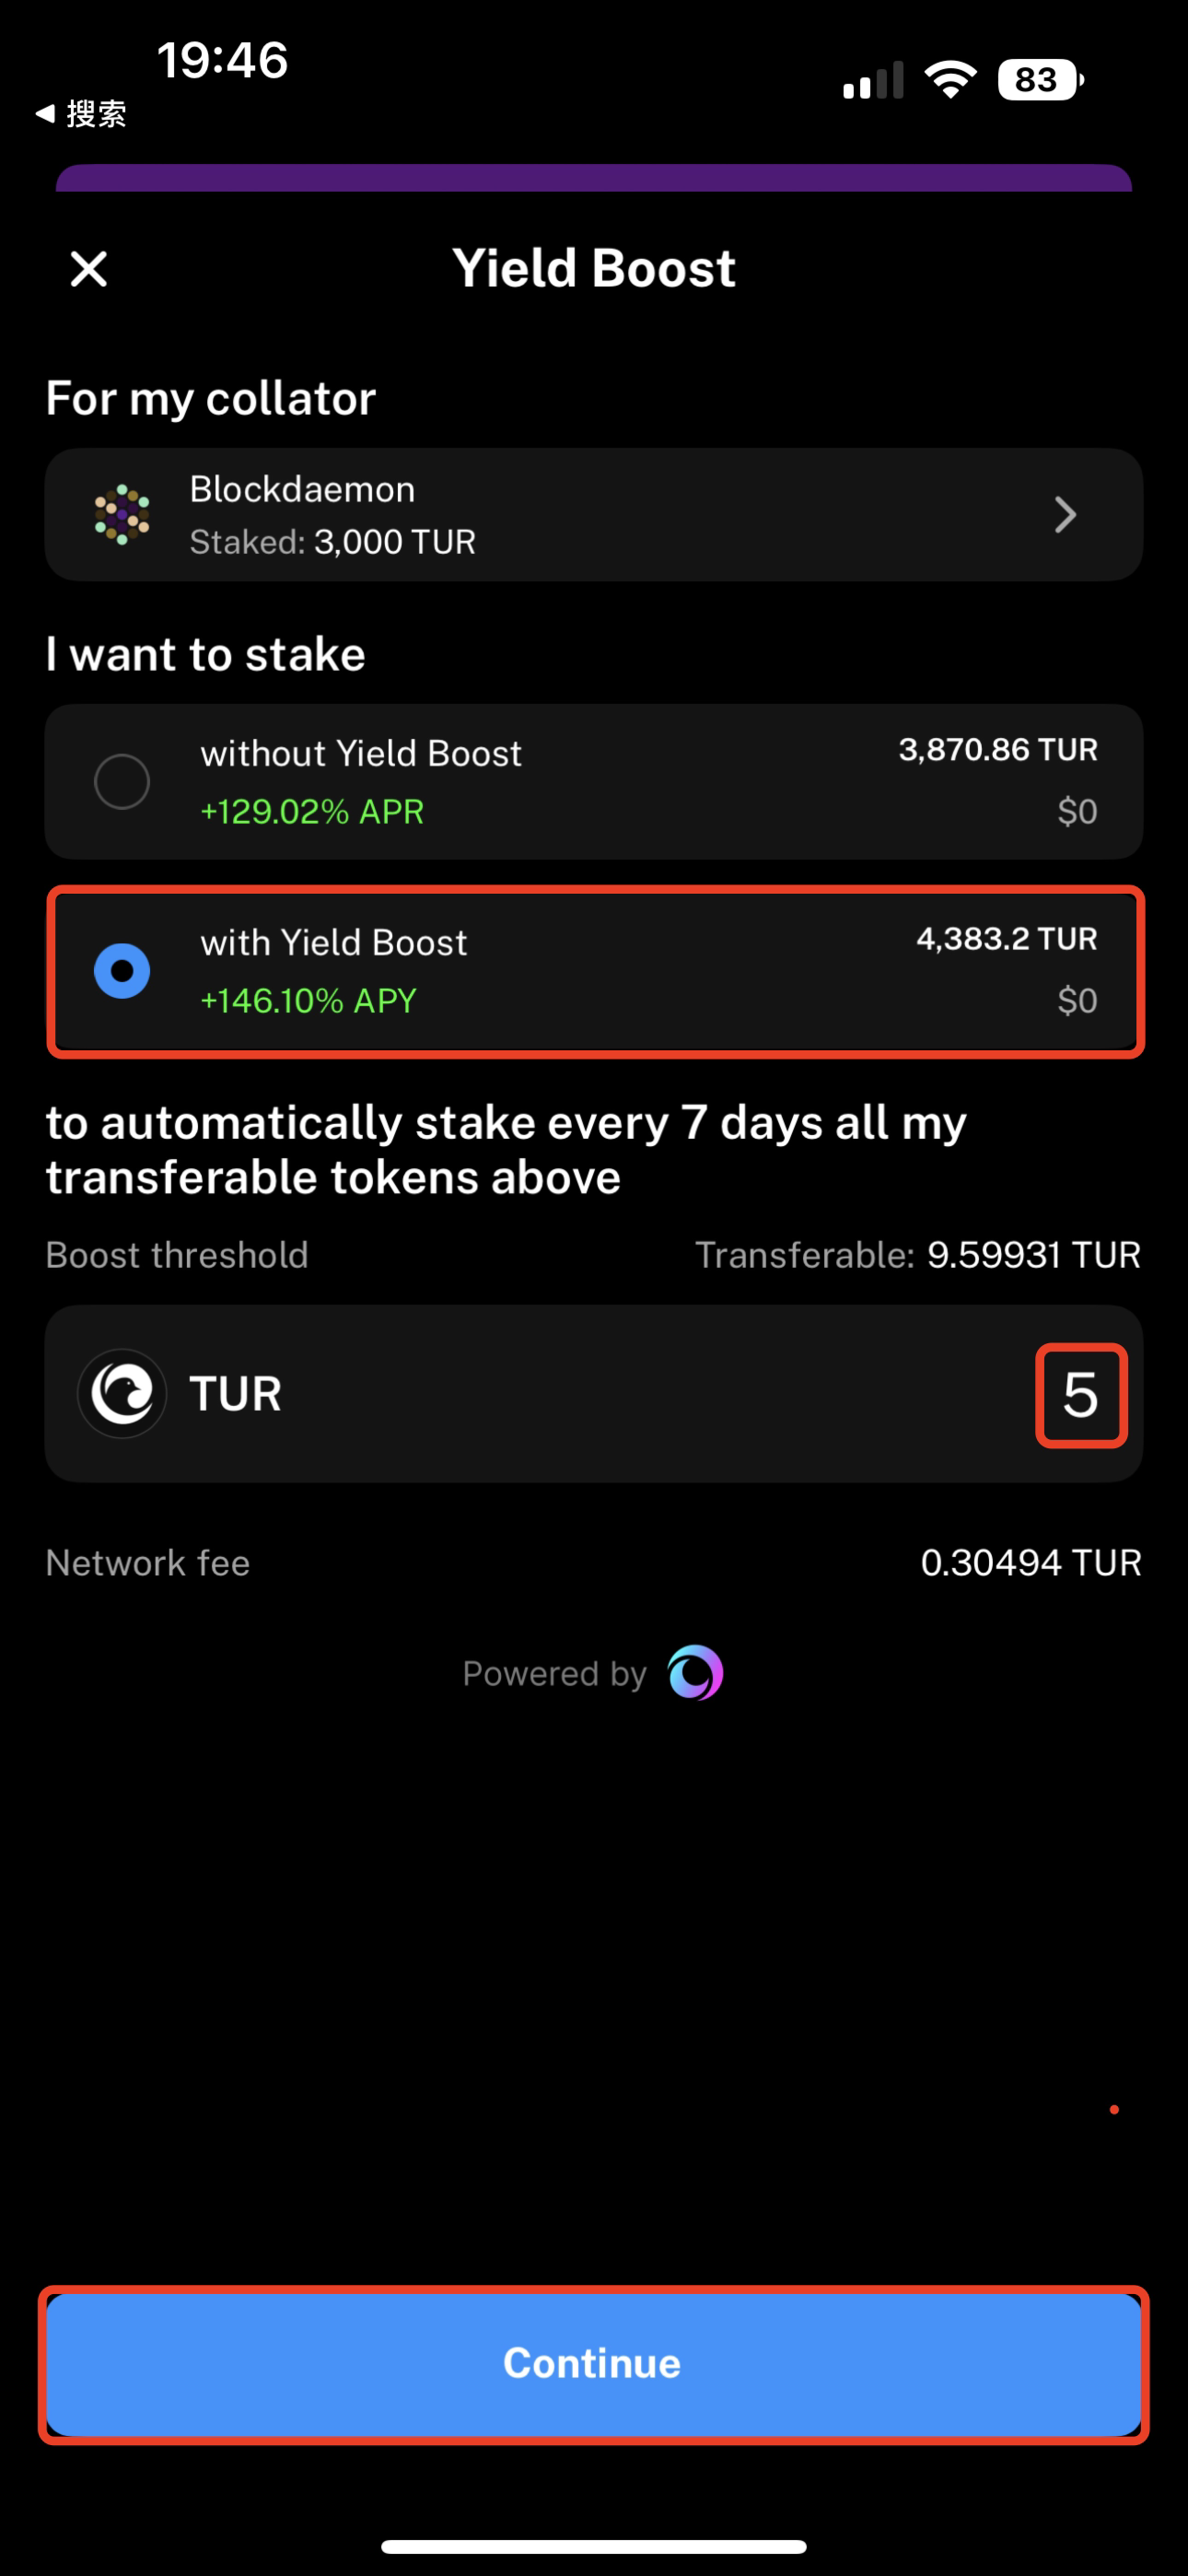 19:46
83
搜索
Yield Boost
For my collator
Blockdaemon
Staked: 3,000 TUR
I want to stake
without Yield Boost 3,870.86 TUR
+129.02% APR $0
with Yield Boost 4,383.2 TUR
+146.10% APY $0
to automatically stake every 7 days all my
transferable tokens above
Boost threshold Transferable: 9.59931 TUR
TUR 5
Network fee 0.30494 TUR
Powered by
Continue